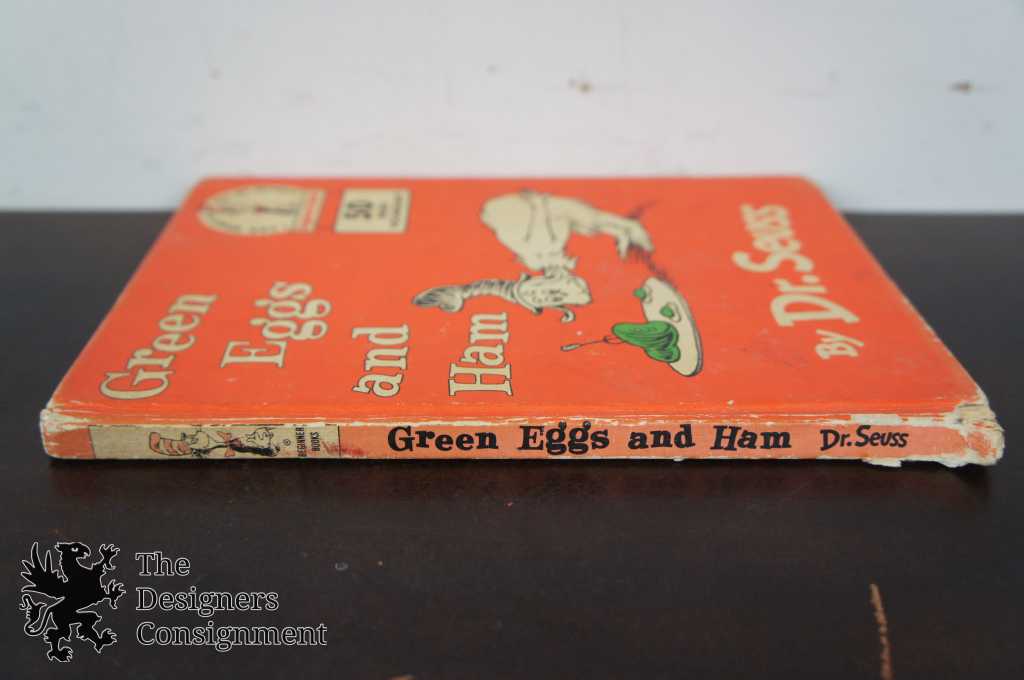 50
Green
Eggs
and
Ham
By Dr. Seuss
® BEGINNER BOOKS
Green Eggs and Ham Dr. Seuss
The
Designers
Consignment